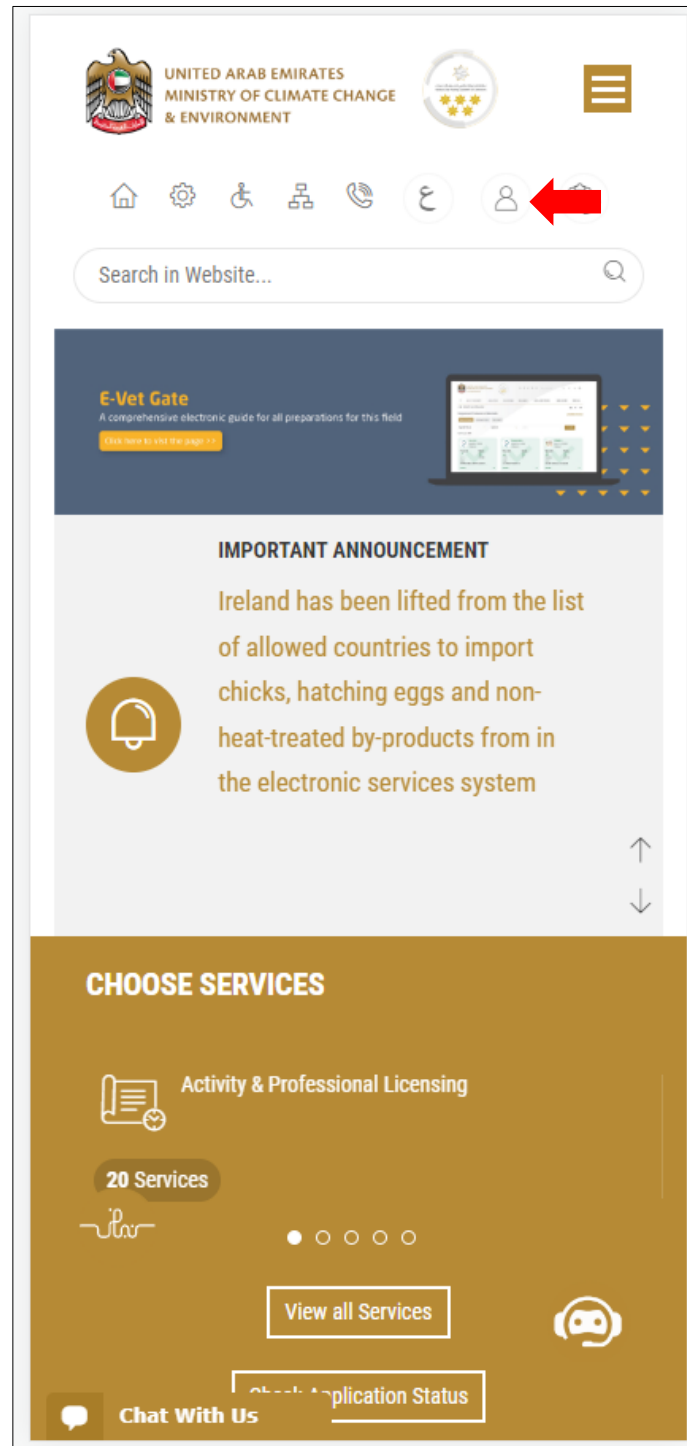 UNITED ARAB EMIRATES
MINISTRY OF CLIMATE CHANGE
& ENVIRONMENT
ع
Search in Website...
E-Vet Gate
A comprehensive electronic guide for all preparations for this field
Click here to visit the page >>
IMPORTANT ANNOUNCEMENT
Ireland has been lifted from the list
of allowed countries to import
chicks, hatching eggs and non-
heat-treated by-products from in
the electronic services system
CHOOSE SERVICES
Activity & Professional Licensing
20 Services
View all Services
Check Application Status
Chat With Us